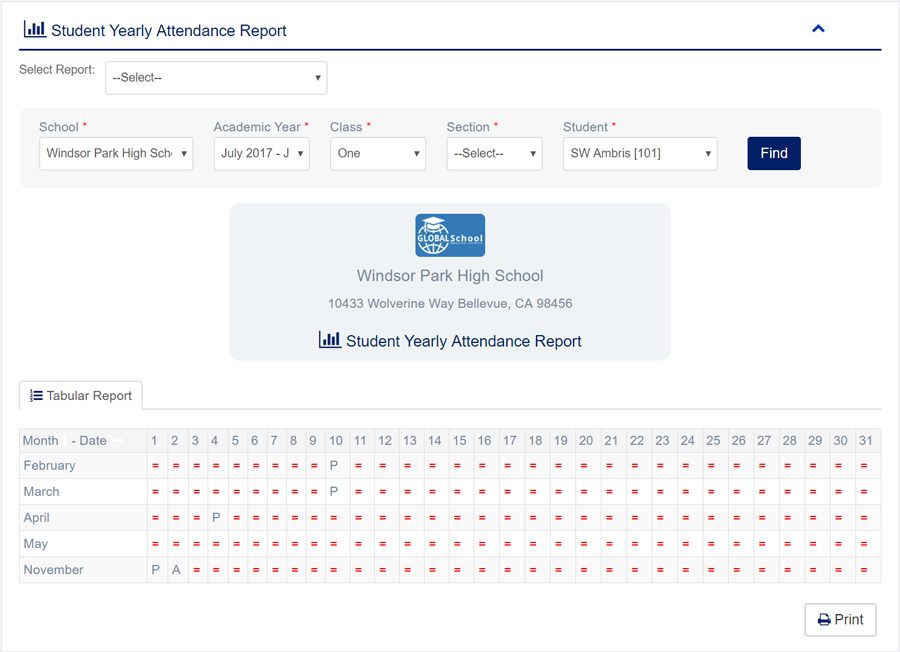 Student Yearly Attendance Report
Select Report: --Select--
School * Academic Year * Class * Section * Student *
Windsor Park High Sch July 2017 - J One --Select-- SW Ambris [101] Find
GLOBAL School
Windsor Park High School
10433 Wolverine Way Bellevue, CA 98456
Student Yearly Attendance Report
Tabular Report
Month - Date 1 2 3 4 5 6 7 8 9 10 11 12 13 14 15 16 17 18 19 20 21 22 23 24 25 26 27 28 29 30 31
February = = = = = = = = = P = = = = = = = = = = = = = = = = = = = = =
March = = = = = = = = = P = = = = = = = = = = = = = = = = = = = = =
April = = = P = = = = = = = = = = = = = = = = = = = = = = = = = = =
May = = = = = = = = = = = = = = = = = = = = = = = = = = = = = = =
November P A = = = = = = = = = = = = = = = = = = = = = = = = = = = = =
Print